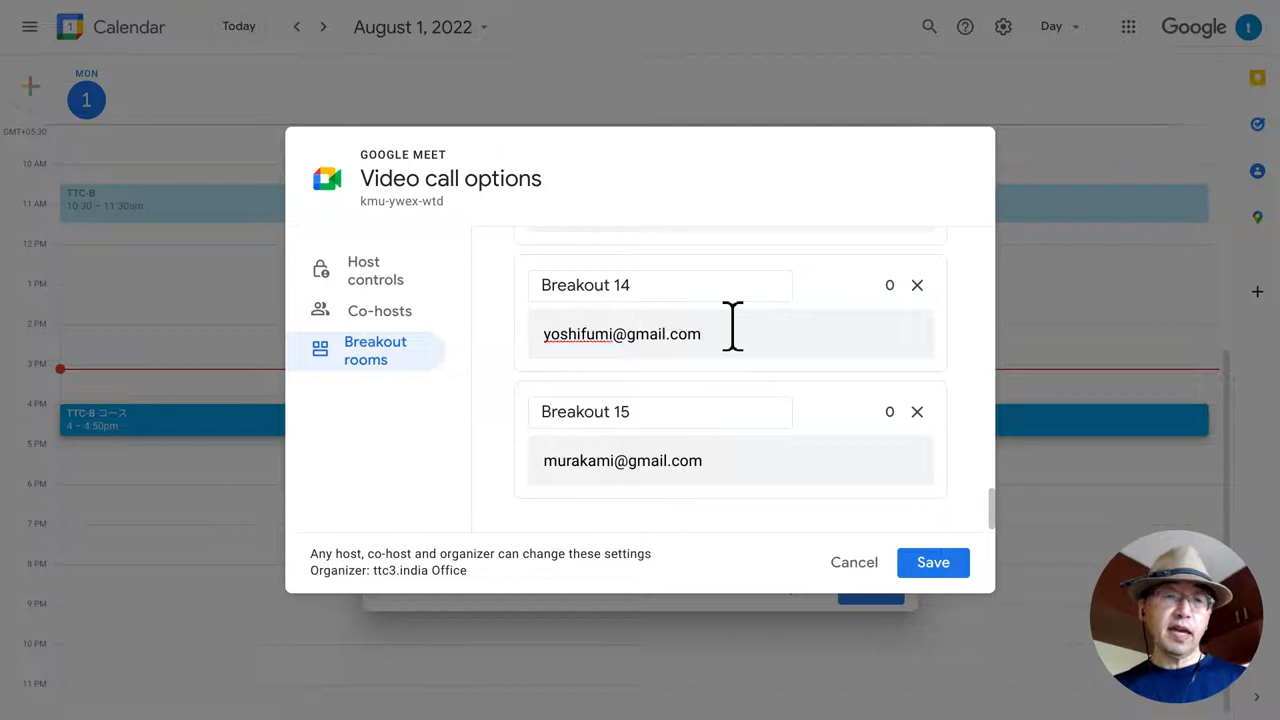 Calendar
Today
August 1, 2022
Day
Google
t
MON
1
GMT+05:30
10 AM
11 AM
12 PM
1 PM
2 PM
3 PM
4 PM
5 PM
6 PM
7 PM
8 PM
9 PM
10 PM
11 PM
TTC-B
10:30 – 11:30am
TTC-B コース
4 – 4:50pm
GOOGLE MEET
Video call options
kmu-ywex-wtd
Host
controls
Co-hosts
Breakout
rooms
Breakout 14
0
yoshifumi@gmail.com
Breakout 15
0
murakami@gmail.com
Any host, co-host and organizer can change these settings
Organizer: ttc3.india Office
Cancel
Save